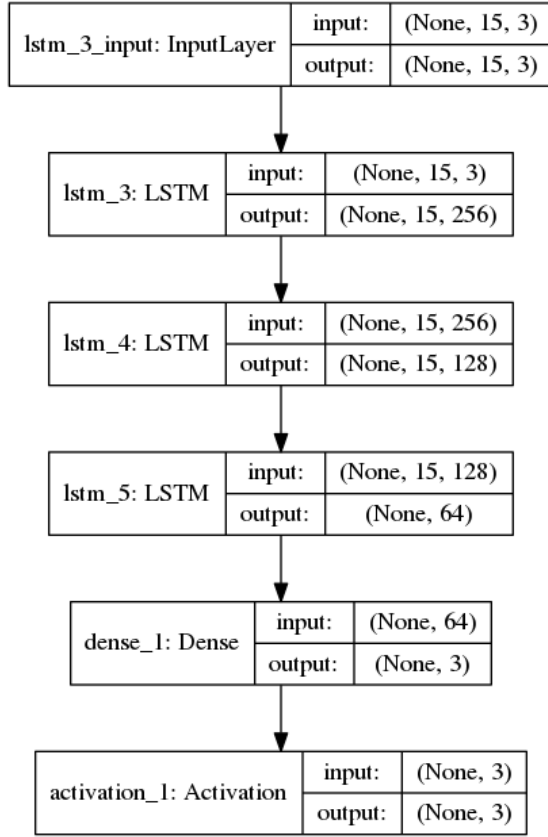 lstm_3_input: InputLayer
input: (None, 15, 3)
output: (None, 15, 3)
lstm_3: LSTM
input: (None, 15, 3)
output: (None, 15, 256)
lstm_4: LSTM
input: (None, 15, 256)
output: (None, 15, 128)
lstm_5: LSTM
input: (None, 15, 128)
output: (None, 64)
dense_1: Dense
input: (None, 64)
output: (None, 3)
activation_1: Activation
input: (None, 3)
output: (None, 3)